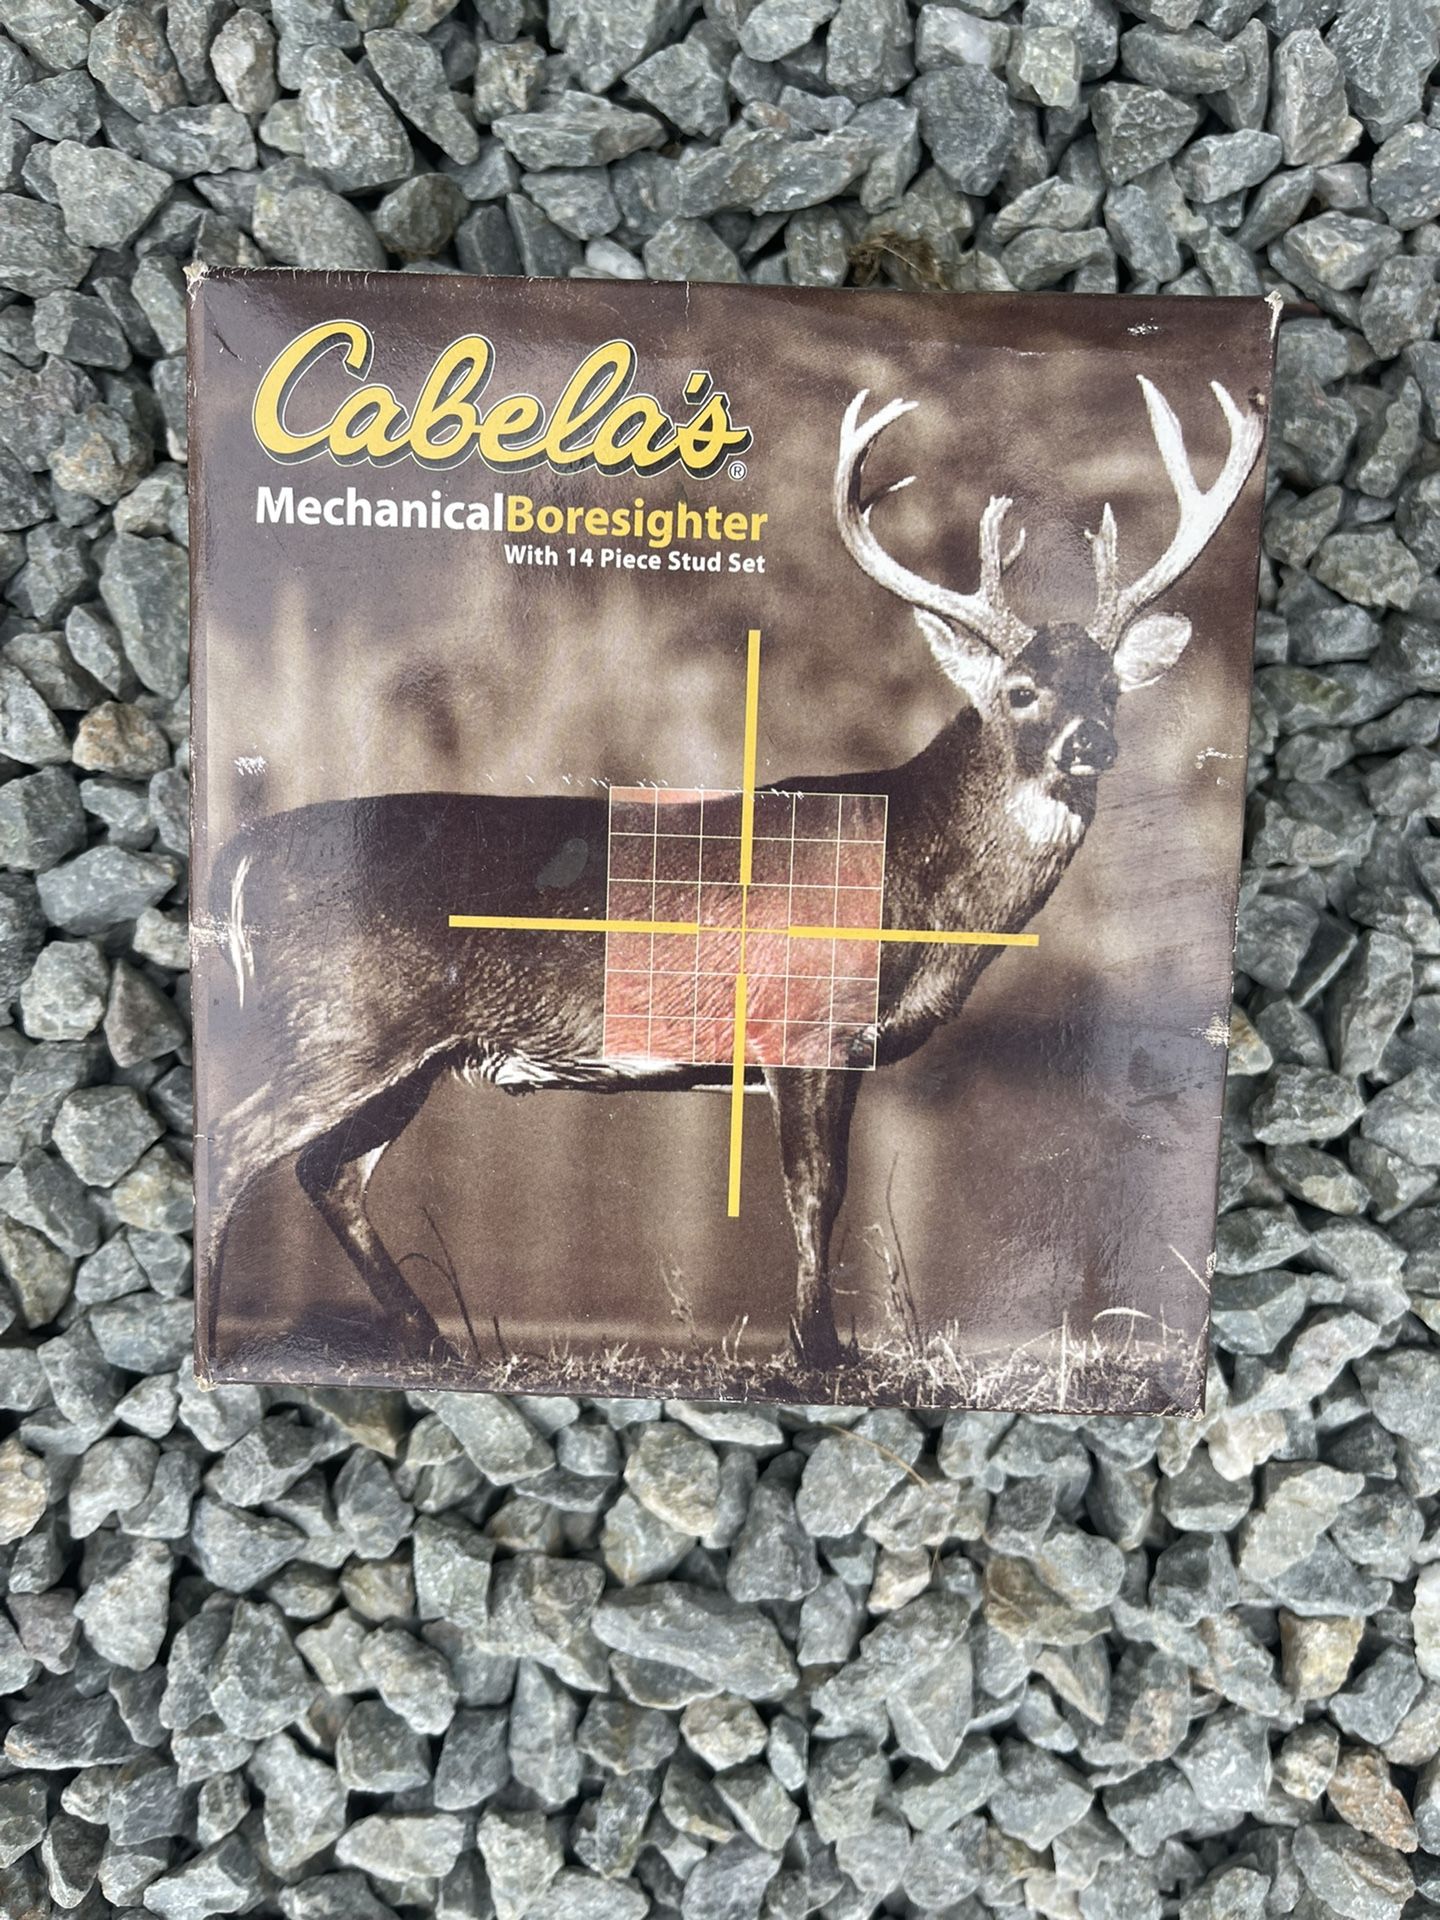 Cabela's®
MechanicalBoresighter
With 14 Piece Stud Set